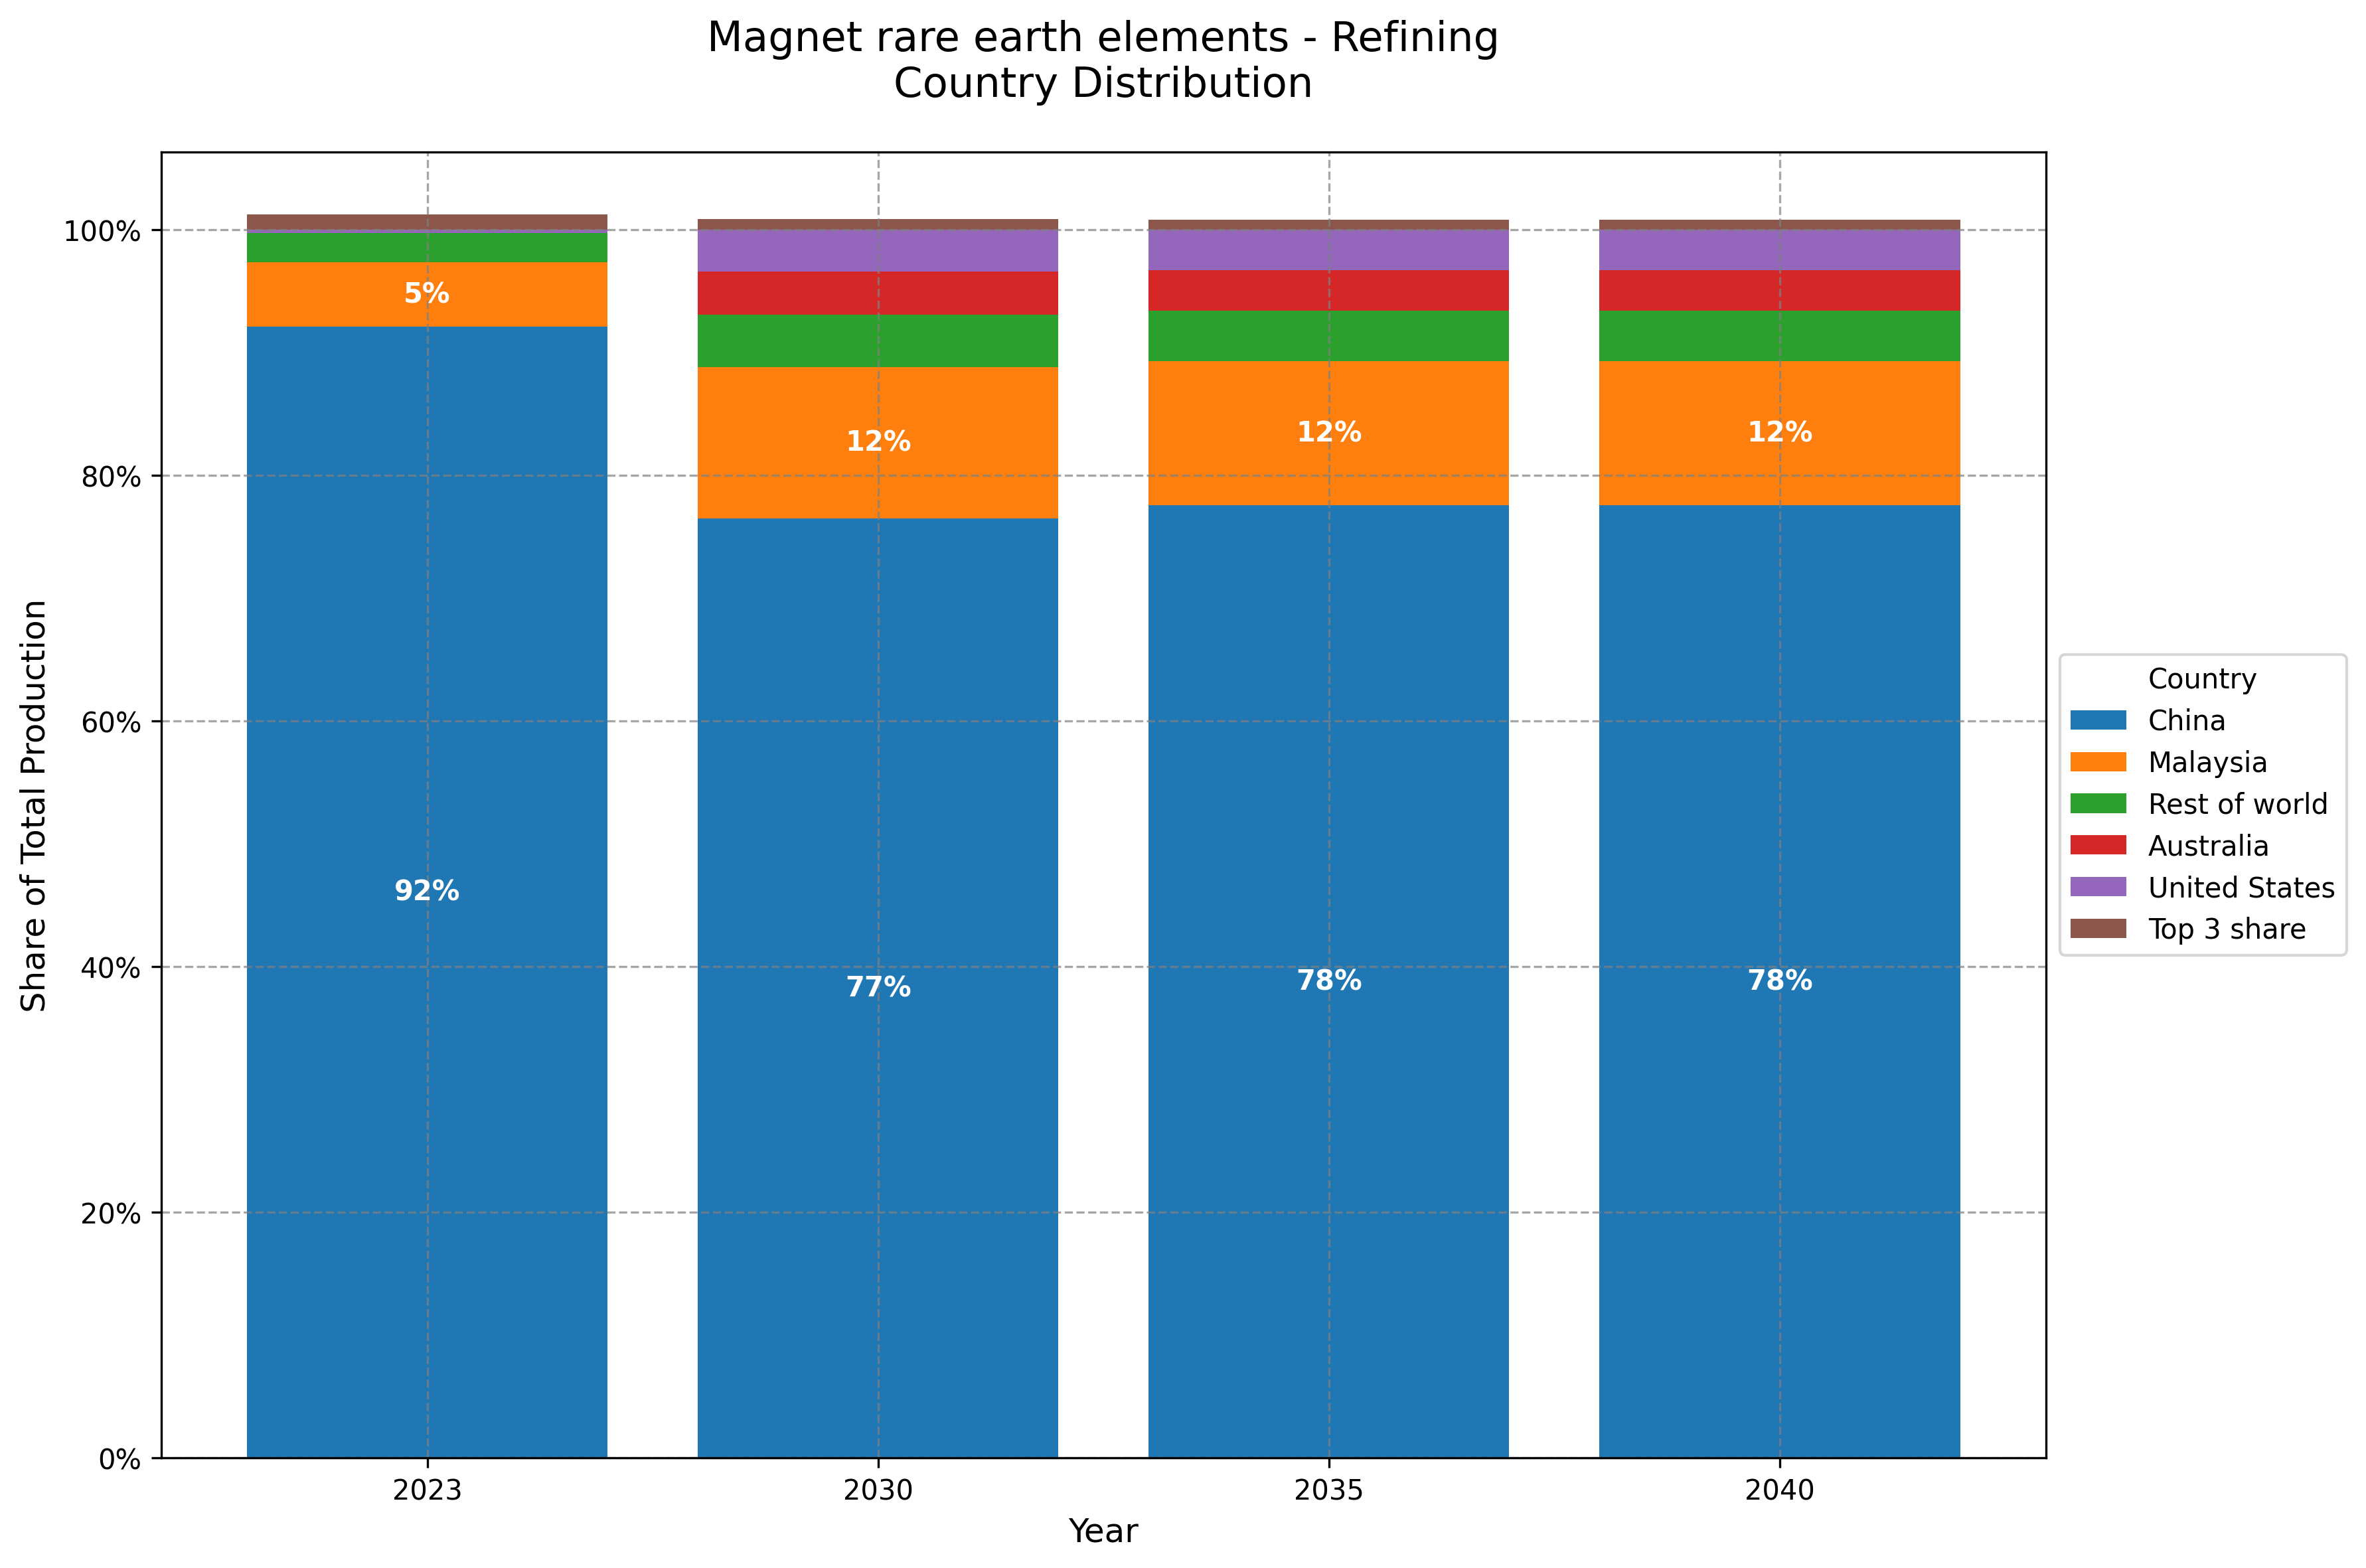 Magnet rare earth elements - Refining
Country Distribution
Share of Total Production
100%
80%
60%
40%
20%
0%
5%
92%
12%
77%
12%
78%
12%
78%
2023
2030
2035
2040
Year
Country
China
Malaysia
Rest of world
Australia
United States
Top 3 share